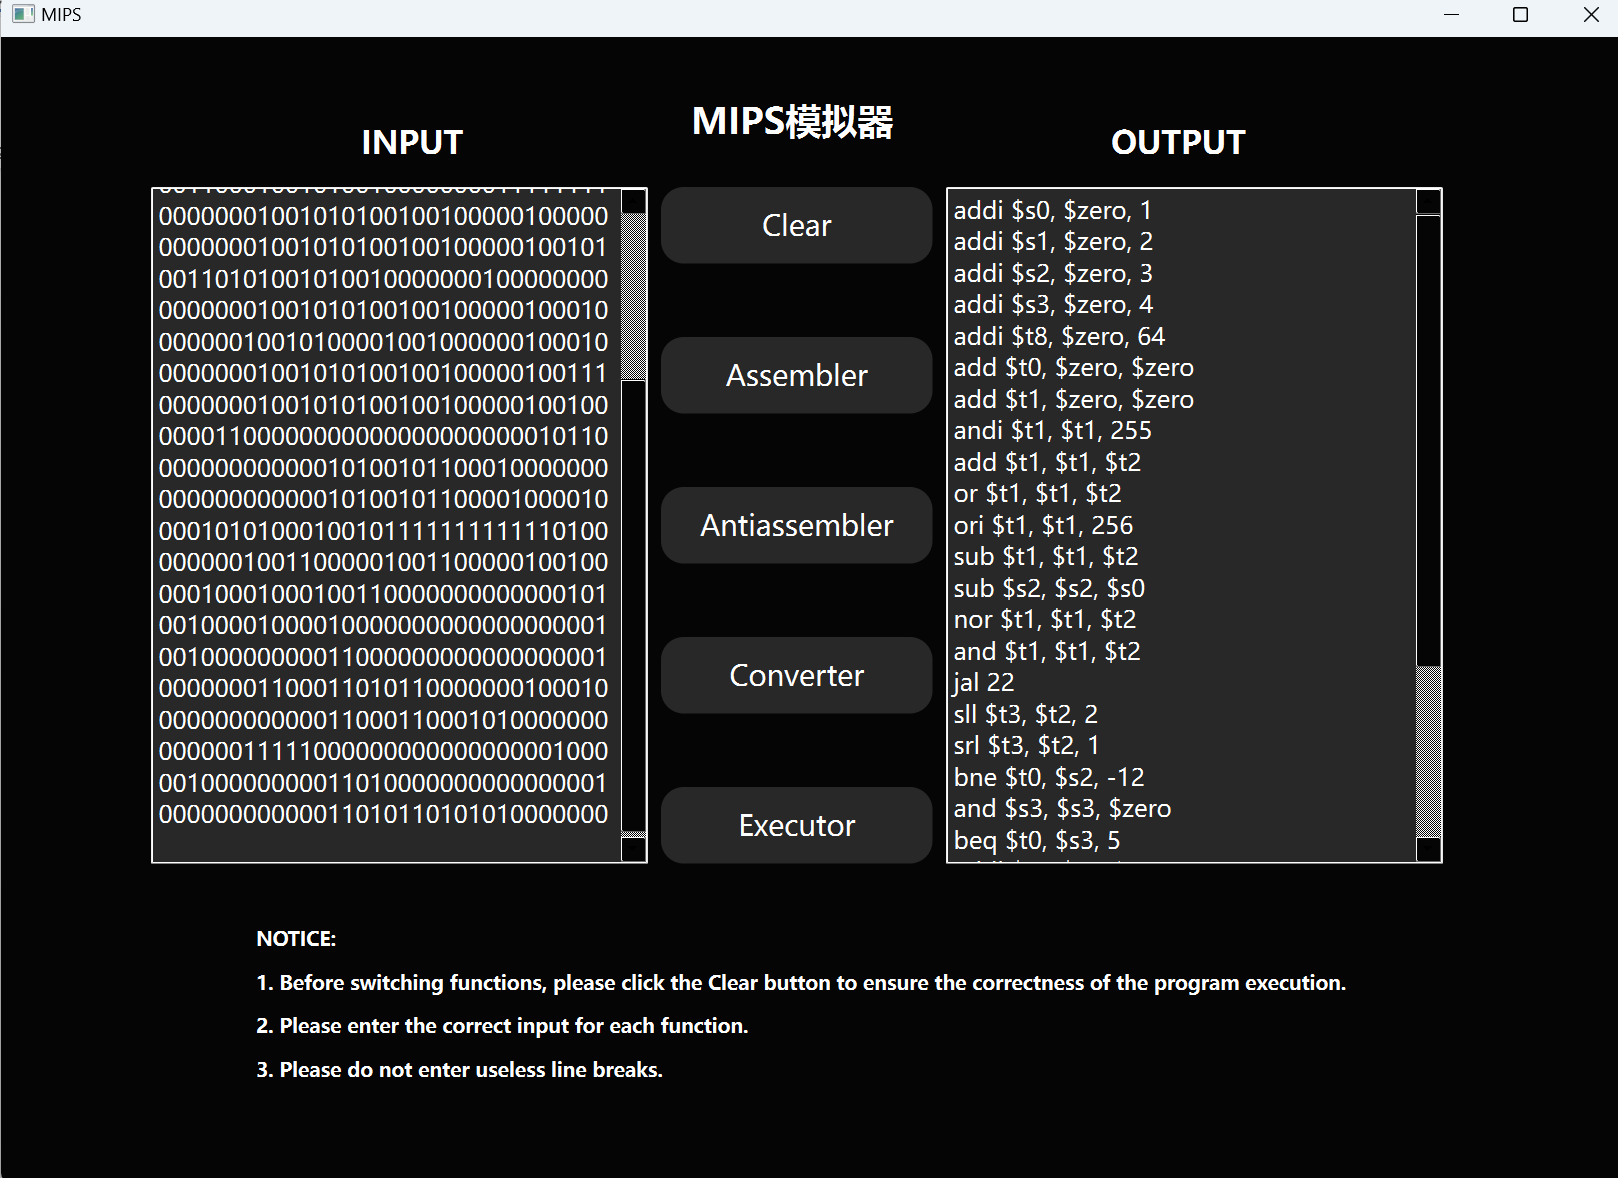 MIPS
MIPS模拟器
INPUT
OUTPUT
00000001001010100100100000100000
00000001001010100100100000100101
00110101001010010000000100000000
00000001001010100100100000100010
00000010010100001001000000100010
00000001001010100100100000100111
00000001001010100100100000100100
00001100000000000000000000010110
00000000000010100101100010000000
00000000000010100101100001000010
00010101000100101111111111110100
00000010011000001001100000100100
00010001000100110000000000000101
00100001000010000000000000000001
00100000000011000000000000000001
00000001100011010110000000100010
00000000000011000110001010000000
00000011111000000000000000001000
00100000000011010000000000000001
00000000000011010110101010000000
Clear
Assembler
Antiassembler
Converter
Executor
addi $s0, $zero, 1
addi $s1, $zero, 2
addi $s2, $zero, 3
addi $s3, $zero, 4
addi $t8, $zero, 64
add $t0, $zero, $zero
add $t1, $zero, $zero
andi $t1, $t1, 255
add $t1, $t1, $t2
or $t1, $t1, $t2
ori $t1, $t1, 256
sub $t1, $t1, $t2
sub $s2, $s2, $s0
nor $t1, $t1, $t2
and $t1, $t1, $t2
jal 22
sll $t3, $t2, 2
srl $t3, $t2, 1
bne $t0, $s2, -12
and $s3, $s3, $zero
beq $t0, $s3, 5
NOTICE:
1. Before switching functions, please click the Clear button to ensure the correctness of the program execution.
2. Please enter the correct input for each function.
3. Please do not enter useless line breaks.